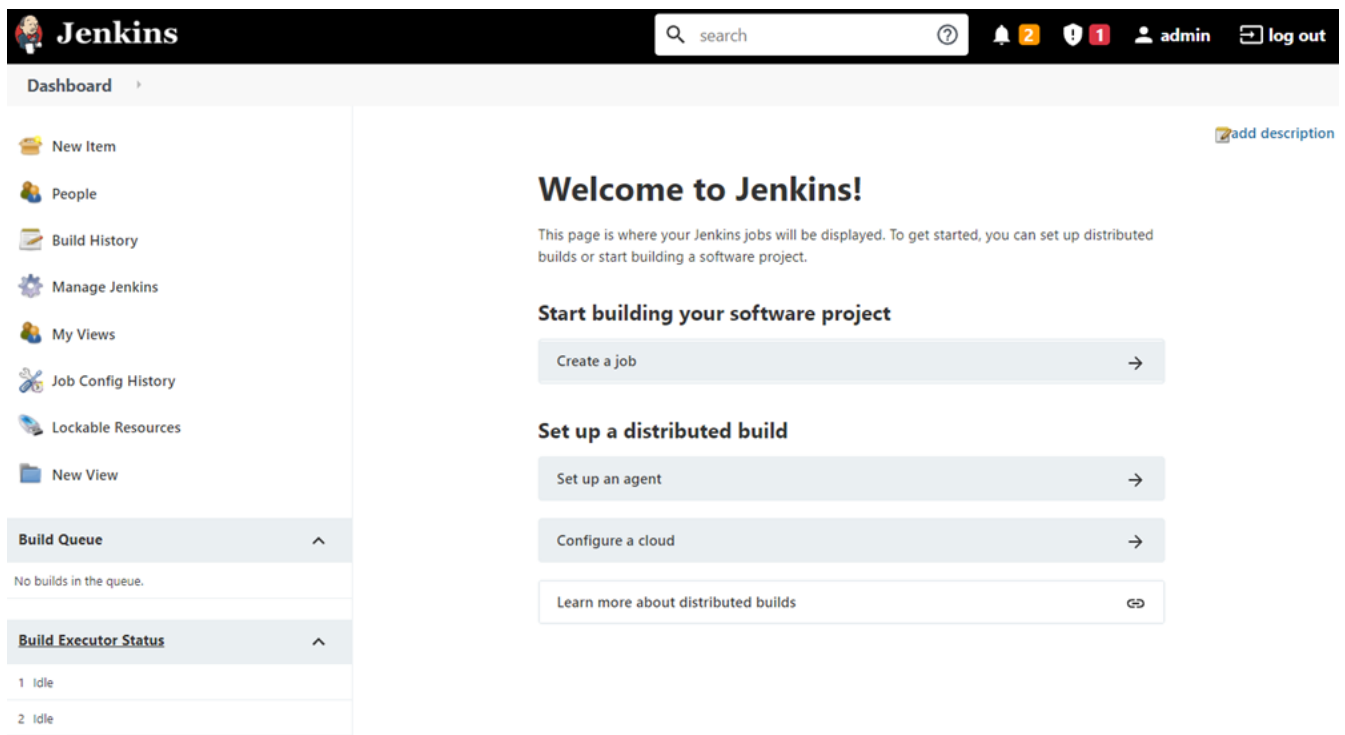 Jenkins
search
2
1
admin
log out
Dashboard
add description
New Item
People
Build History
Manage Jenkins
My Views
Job Config History
Lockable Resources
New View
Build Queue
No builds in the queue.
Build Executor Status
1 Idle
2 Idle
Welcome to Jenkins!
This page is where your Jenkins jobs will be displayed. To get started, you can set up distributed
builds or start building a software project.
Start building your software project
Create a job
Set up a distributed build
Set up an agent
Configure a cloud
Learn more about distributed builds